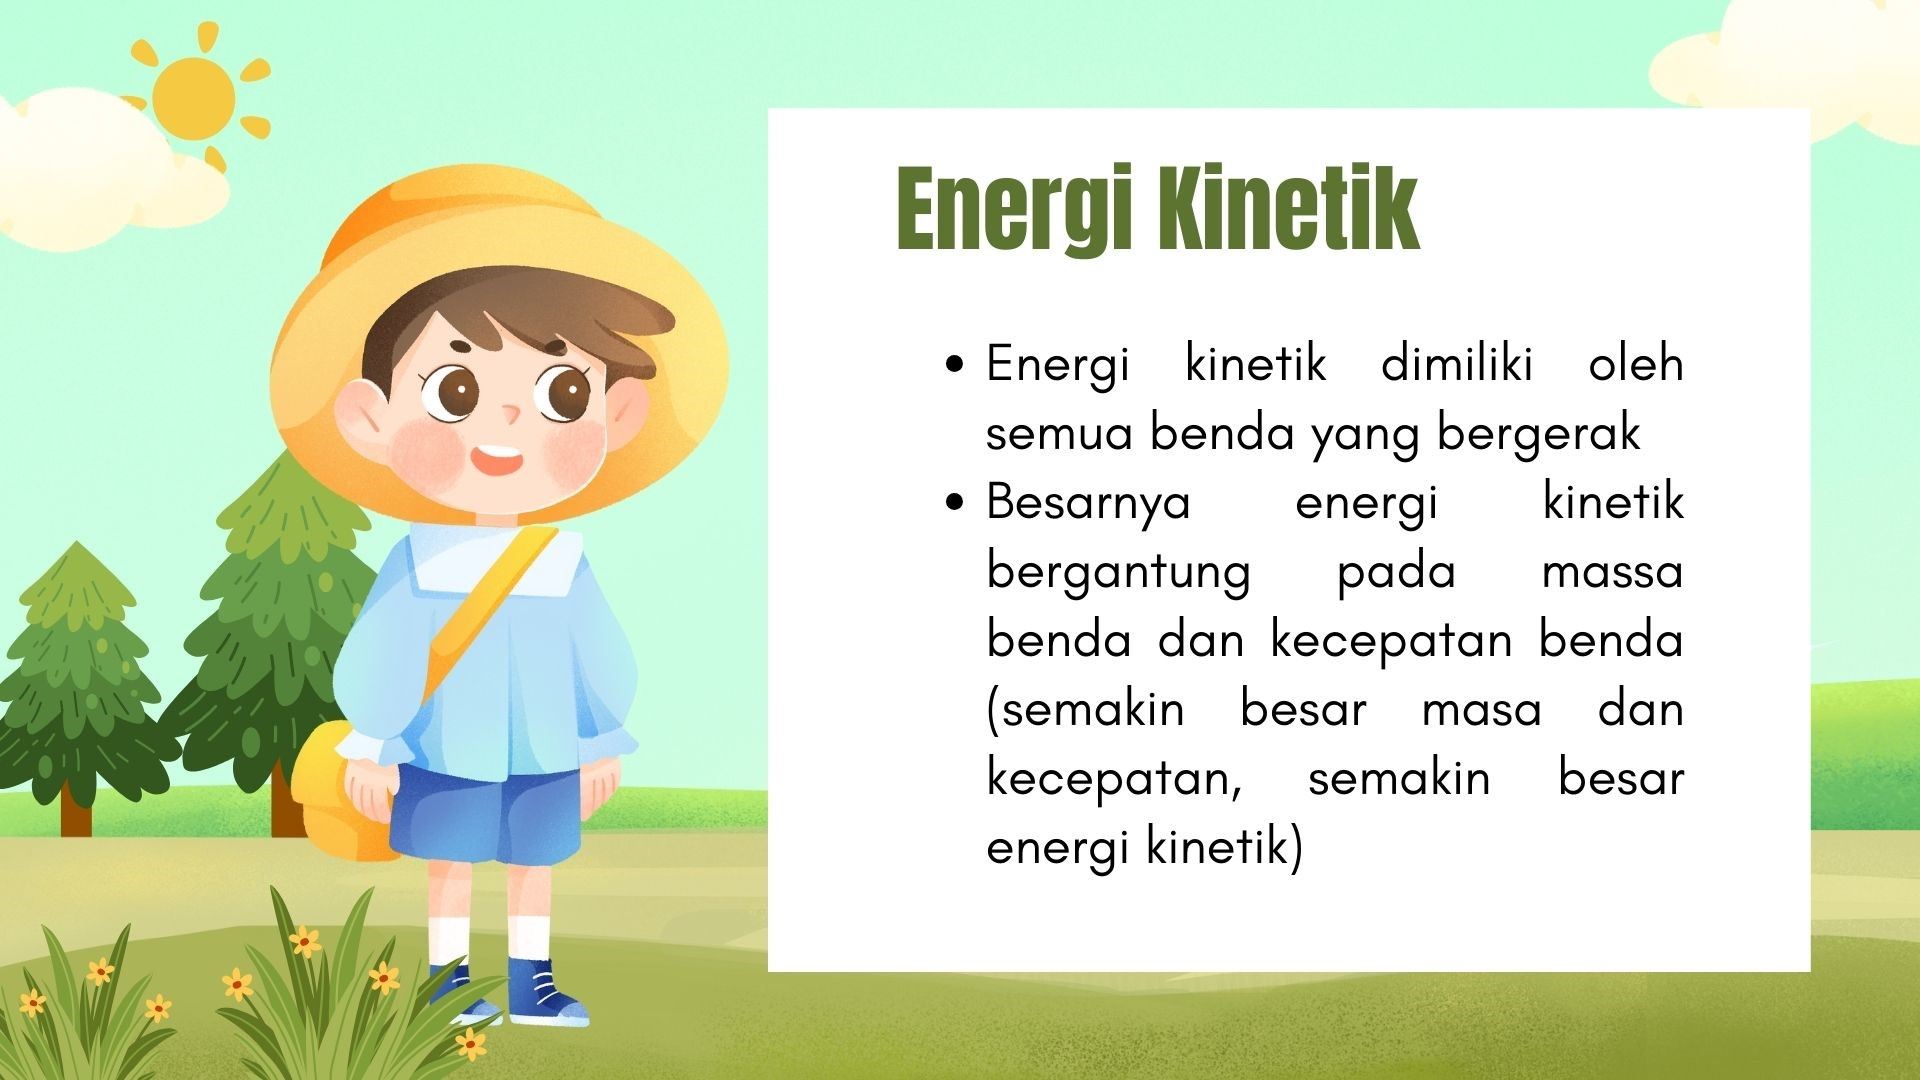 Energi Kinetik
• Energi kinetik dimiliki oleh
semua benda yang bergerak
• Besarnya energi kinetik
bergantung pada massa
benda dan kecepatan benda
(semakin besar masa dan
kecepatan, semakin besar
energi kinetik)